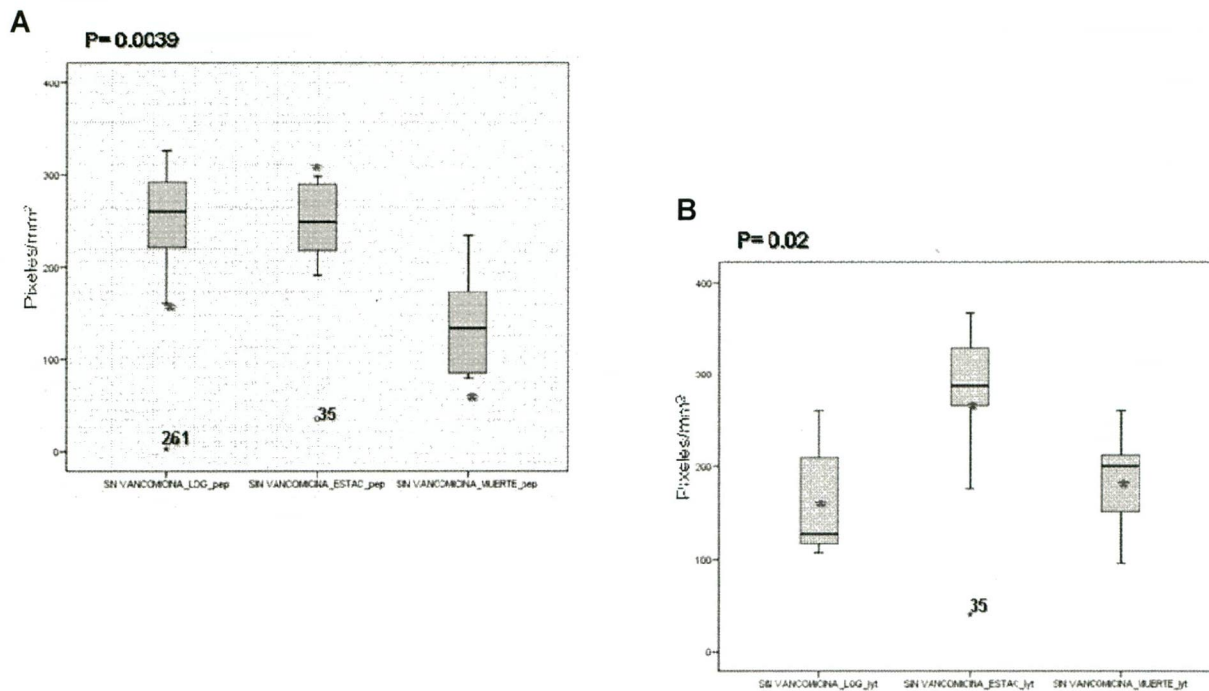 A
P= 0.0039
Pixeles/mm²
400
300
200
100
0
261
35
SIN VANCOMICINA_LOG_pep SIN VANCOMICINA_ESTAC_pep SIN VANCOMICINA_MUERTE_pep
B
P= 0.02
Pixeles/mm²
400
300
200
100
0
35
SIN VANCOMICINA_LOG_lyt SIN VANCOMICINA_ESTAC_lyt SIN VANCOMICINA_MUERTE_lyt